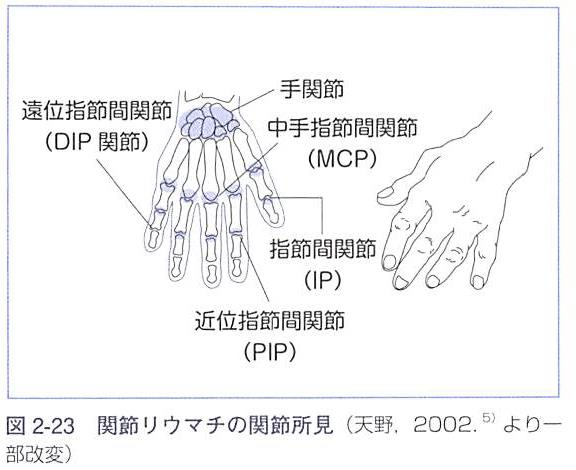 手関節
遠位指節間関節
(DIP 関節)
中手指節間関節
(MCP)
指節間関節
(IP)
近位指節間関節
(PIP)
図 2-23　関節リウマチの関節所見（天野，2002.⁵⁾ より一
部改変）